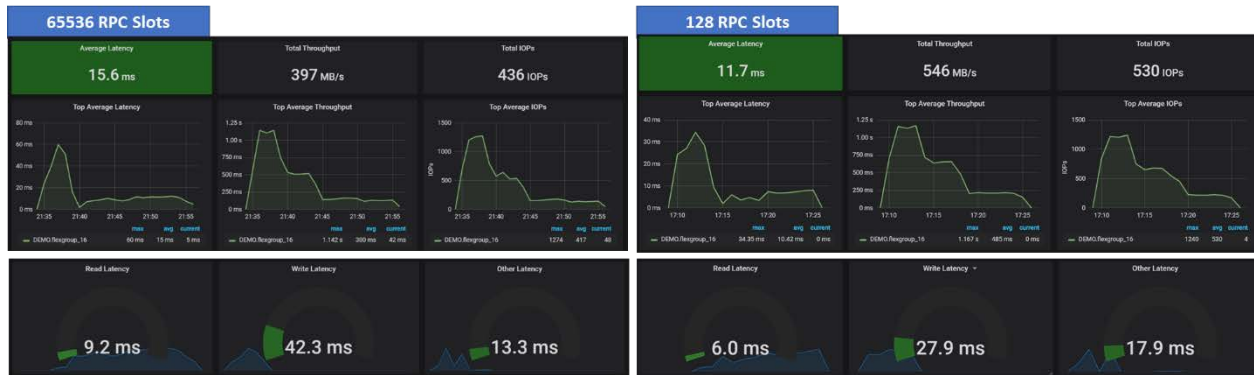 65536 RPC Slots
Average Latency
15.6 ms
Total Throughput
397 MB/s
Total IOPs
436 IOPs
Top Average Latency
80 ms
60 ms
40 ms
20 ms
0 ms
21:35 21:40 21:45 21:50 21:55
max avg current
DEMO.flexgroup_16 60 ms 15 ms 5 ms
Top Average Throughput
1.25 s
1.00 s
750 ms
500 ms
250 ms
0 ms
21:35 21:40 21:45 21:50 21:55
max avg current
DEMO.flexgroup_16 1.142 s 300 ms 42 ms
Top Average IOPs
IOPs
1500
1000
500
0
21:35 21:40 21:45 21:50 21:55
max avg current
DEMO.flexgroup_16 1274 417 40
Read Latency
9.2 ms
Write Latency
42.3 ms
Other Latency
13.3 ms
128 RPC Slots
Average Latency
11.7 ms
Total Throughput
546 MB/s
Total IOPs
530 IOPs
Top Average Latency
40 ms
30 ms
20 ms
10 ms
0 ms
17:10 17:15 17:20 17:25
max avg current
DEMO.flexgroup_16 34.35 ms 10.42 ms 0 ms
Top Average Throughput
1.25 s
1.00 s
750 ms
500 ms
250 ms
0 ms
17:10 17:15 17:20 17:25
max avg current
DEMO.flexgroup_16 1.167 s 485 ms 0 ms
Top Average IOPs
IOPs
1500
1000
500
0
17:10 17:15 17:20 17:25
max avg current
DEMO.flexgroup_16 530 4
Read Latency
6.0 ms
Write Latency
27.9 ms
Other Latency
17.9 ms